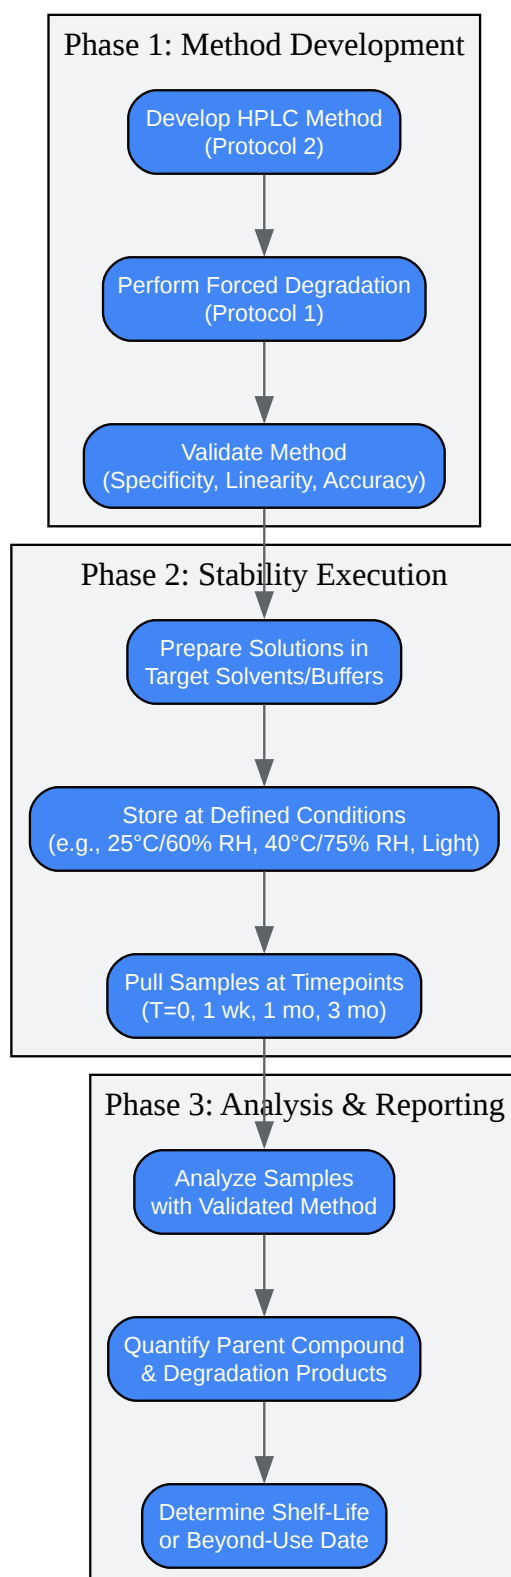 Phase 1: Method Development
Develop HPLC Method
(Protocol 2)
Perform Forced Degradation
(Protocol 1)
Validate Method
(Specificity, Linearity, Accuracy)
Phase 2: Stability Execution
Prepare Solutions in
Target Solvents/Buffers
Store at Defined Conditions
(e.g., 25°C/60% RH, 40°C/75% RH, Light)
Pull Samples at Timepoints
(T=0, 1 wk, 1 mo, 3 mo)
Phase 3: Analysis & Reporting
Analyze Samples
with Validated Method
Quantify Parent Compound
& Degradation Products
Determine Shelf-Life
or Beyond-Use Date